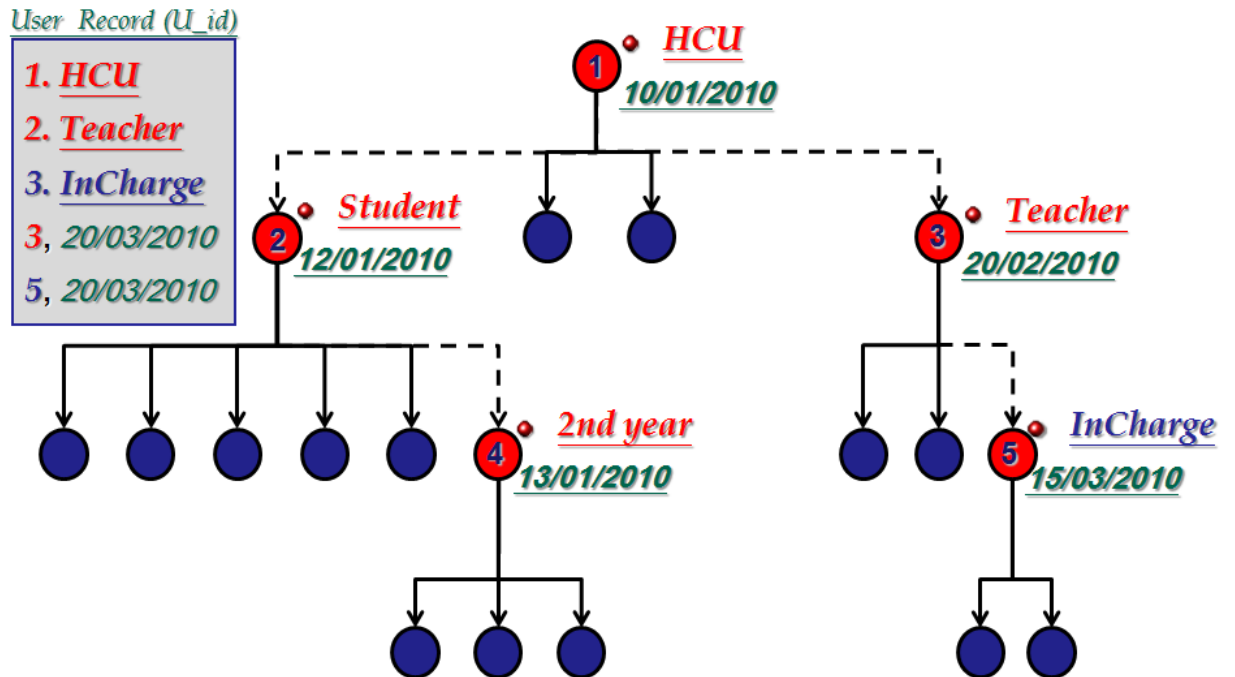 User Record (U_id)
1. HCU
2. Teacher
3. InCharge
3, 20/03/2010
5, 20/03/2010
HCU
1
10/01/2010
Student
2
12/01/2010
Teacher
3
20/02/2010
2nd year
4
13/01/2010
InCharge
5
15/03/2010